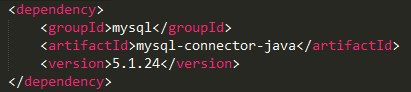 <dependency>
    <groupId>mysql</groupId>
    <artifactId>mysql-connector-java</artifactId>
    <version>5.1.24</version>
</dependency>